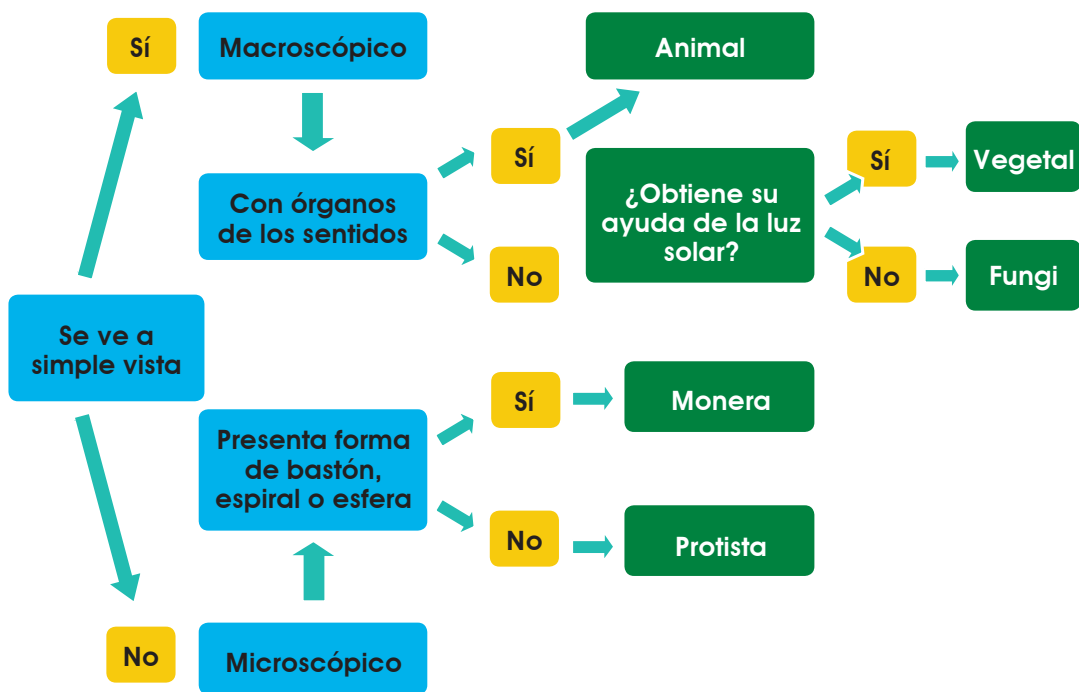 Sí
Macroscópico
Animal
Con órganos
de los sentidos
Sí
No
¿Obtiene su
ayuda de la luz
solar?
Sí
Vegetal
No
Fungi
Se ve a
simple vista
Presenta forma
de bastón,
espiral o esfera
Sí
Monera
No
Protista
No
Microscópico